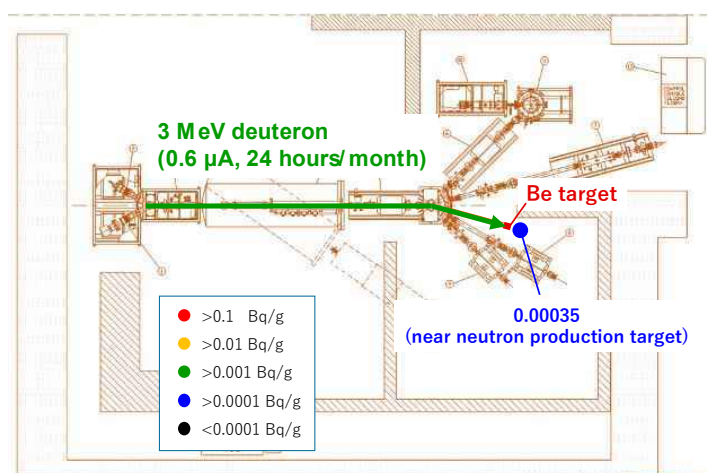 3 MeV deuteron
(0.6 µA, 24 hours/month)
Be target
0.00035
(near neutron production target)
>0.1 Bq/g
>0.01 Bq/g
>0.001 Bq/g
>0.0001 Bq/g
<0.0001 Bq/g